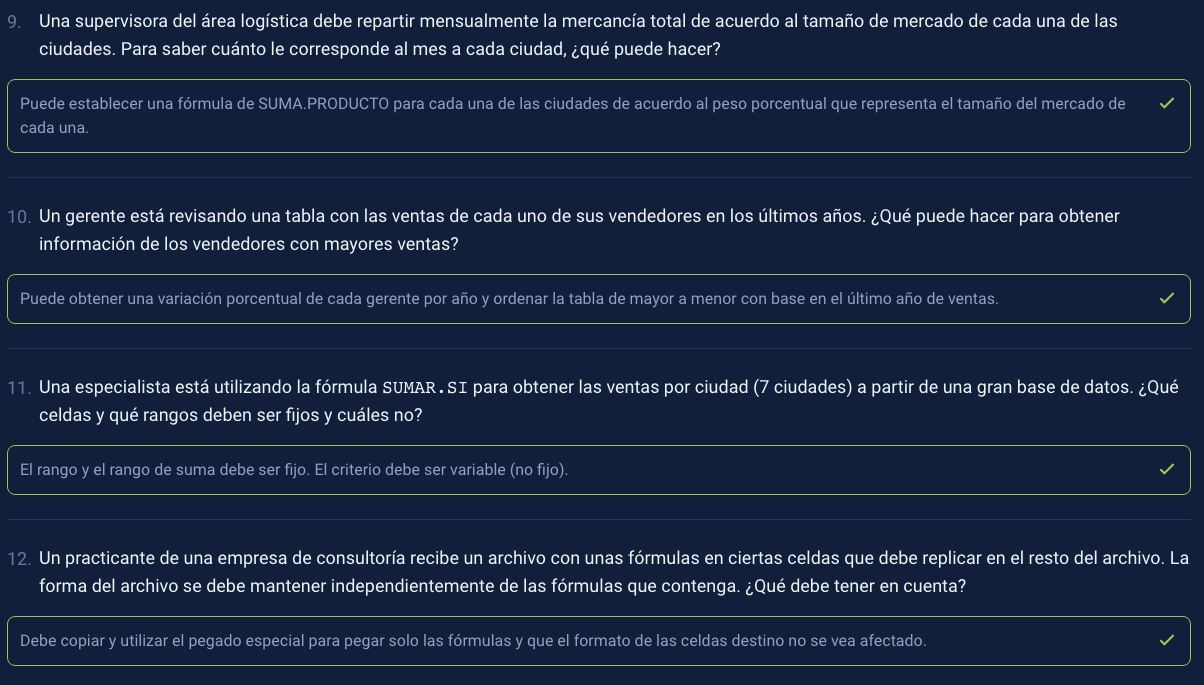 9. Una supervisora del área logística debe repartir mensualmente la mercancía total de acuerdo al tamaño de mercado de cada una de las
ciudades. Para saber cuánto le corresponde al mes a cada ciudad, ¿qué puede hacer?
Puede establecer una fórmula de SUMA.PRODUCTO para cada una de las ciudades de acuerdo al peso porcentual que representa el tamaño del mercado de
cada una.
10. Un gerente está revisando una tabla con las ventas de cada uno de sus vendedores en los últimos años. ¿Qué puede hacer para obtener
información de los vendedores con mayores ventas?
Puede obtener una variación porcentual de cada gerente por año y ordenar la tabla de mayor a menor con base en el último año de ventas.
11. Una especialista está utilizando la fórmula SUMAR.SI para obtener las ventas por ciudad (7 ciudades) a partir de una gran base de datos. ¿Qué
celdas y qué rangos deben ser fijos y cuáles no?
El rango y el rango de suma debe ser fijo. El criterio debe ser variable (no fijo).
12. Un practicante de una empresa de consultoría recibe un archivo con unas fórmulas en ciertas celdas que debe replicar en el resto del archivo. La
forma del archivo se debe mantener independientemente de las fórmulas que contenga. ¿Qué debe tener en cuenta?
Debe copiar y utilizar el pegado especial para pegar solo las fórmulas y que el formato de las celdas destino no se vea afectado.